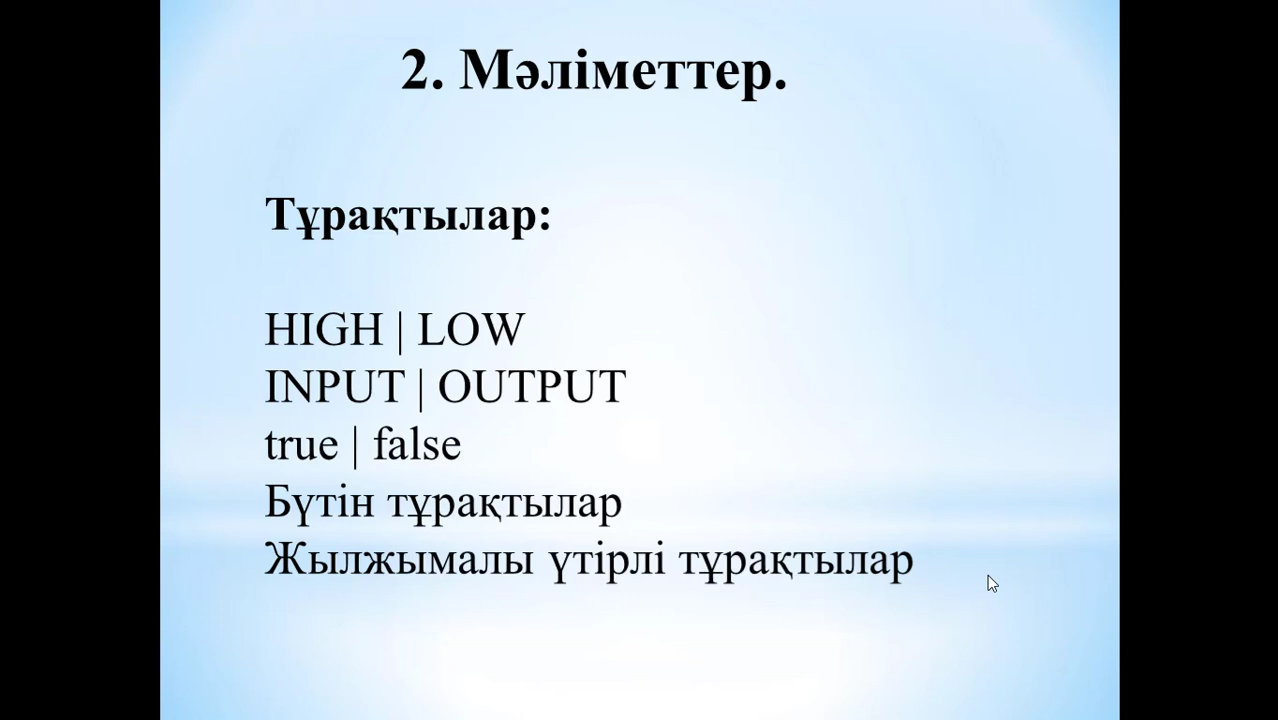 2. Мәліметтер.
Тұрақтылар:
HIGH | LOW
INPUT | OUTPUT
true | false
Бүтін тұрақтылар
Жылжымалы үтірлі тұрақтылар